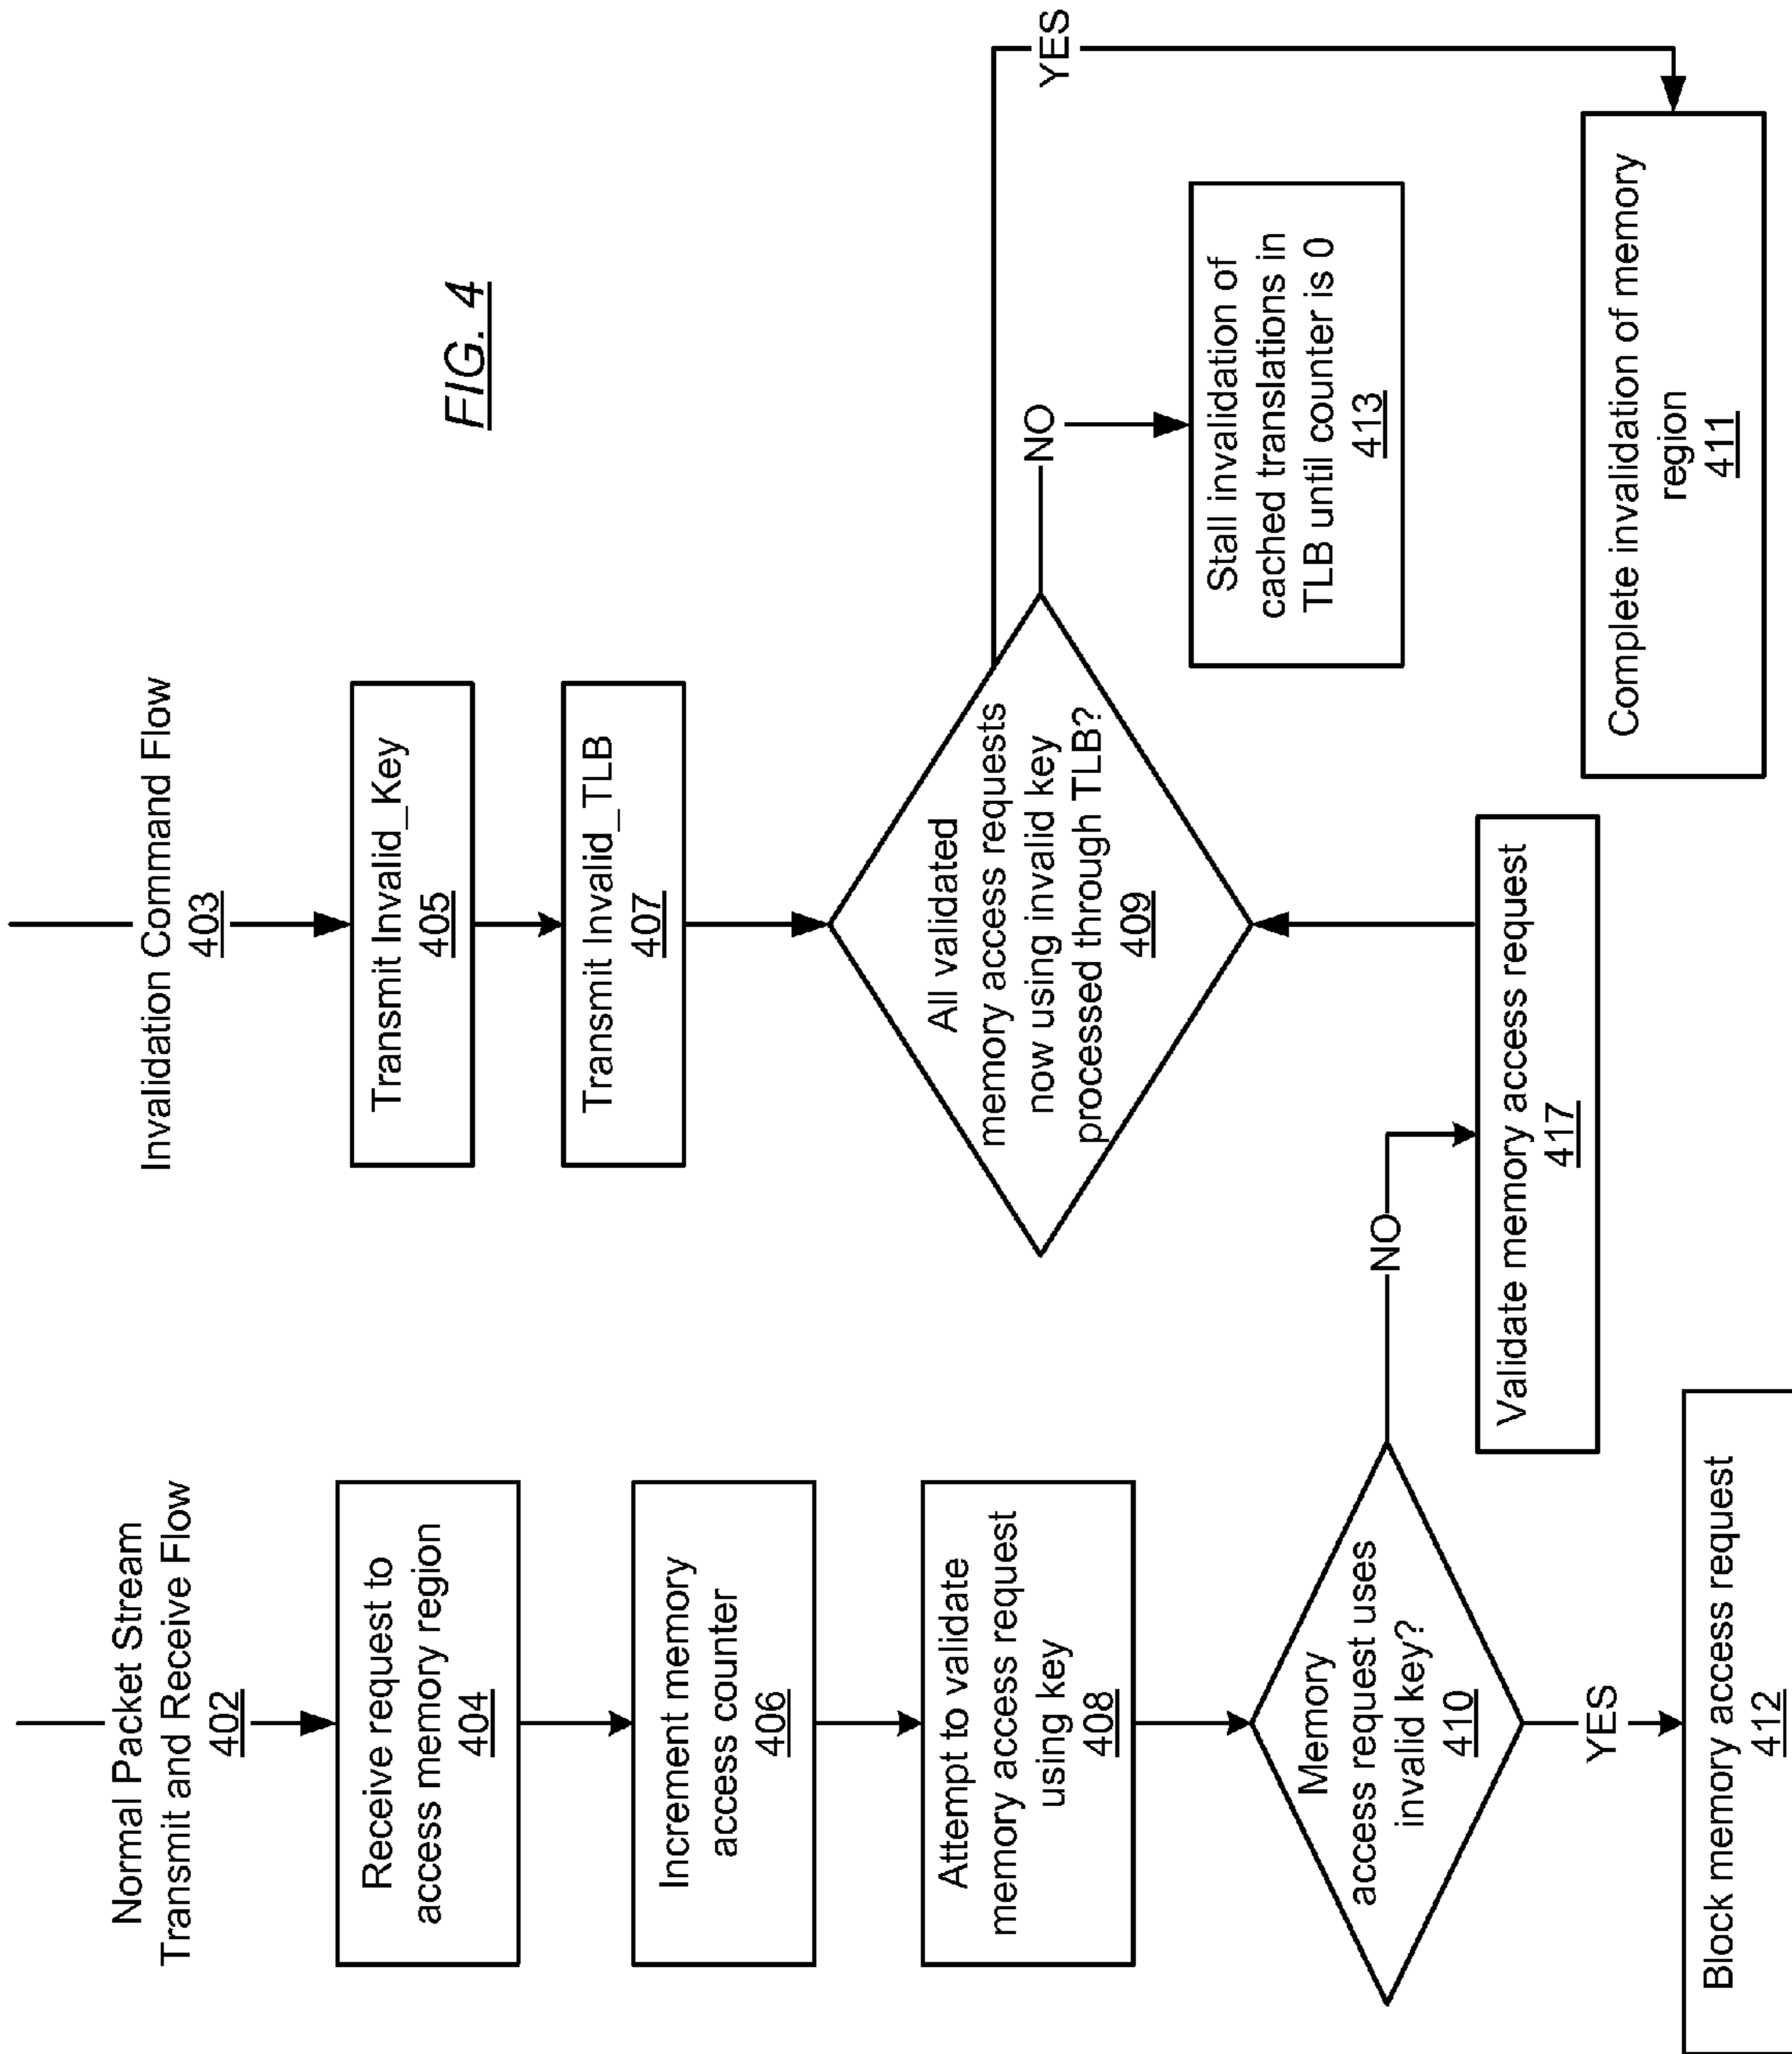 FIG. 4
Normal Packet Stream
Transmit and Receive Flow
402
Receive request to
access memory region
404
Increment memory
access counter
406
Attempt to validate
memory access request
using key
408
Memory
access request uses
invalid key?
410
YES
Block memory access request
412
NO
Validate memory access request
417
Invalidation Command Flow
403
Transmit Invalid_Key
405
Transmit Invalid_TLB
407
All validated
memory access requests
now using invalid key
processed through TLB?
409
NO
Stall invalidation of
cached translations in
TLB until counter is 0
413
YES
Complete invalidation of memory
region
411